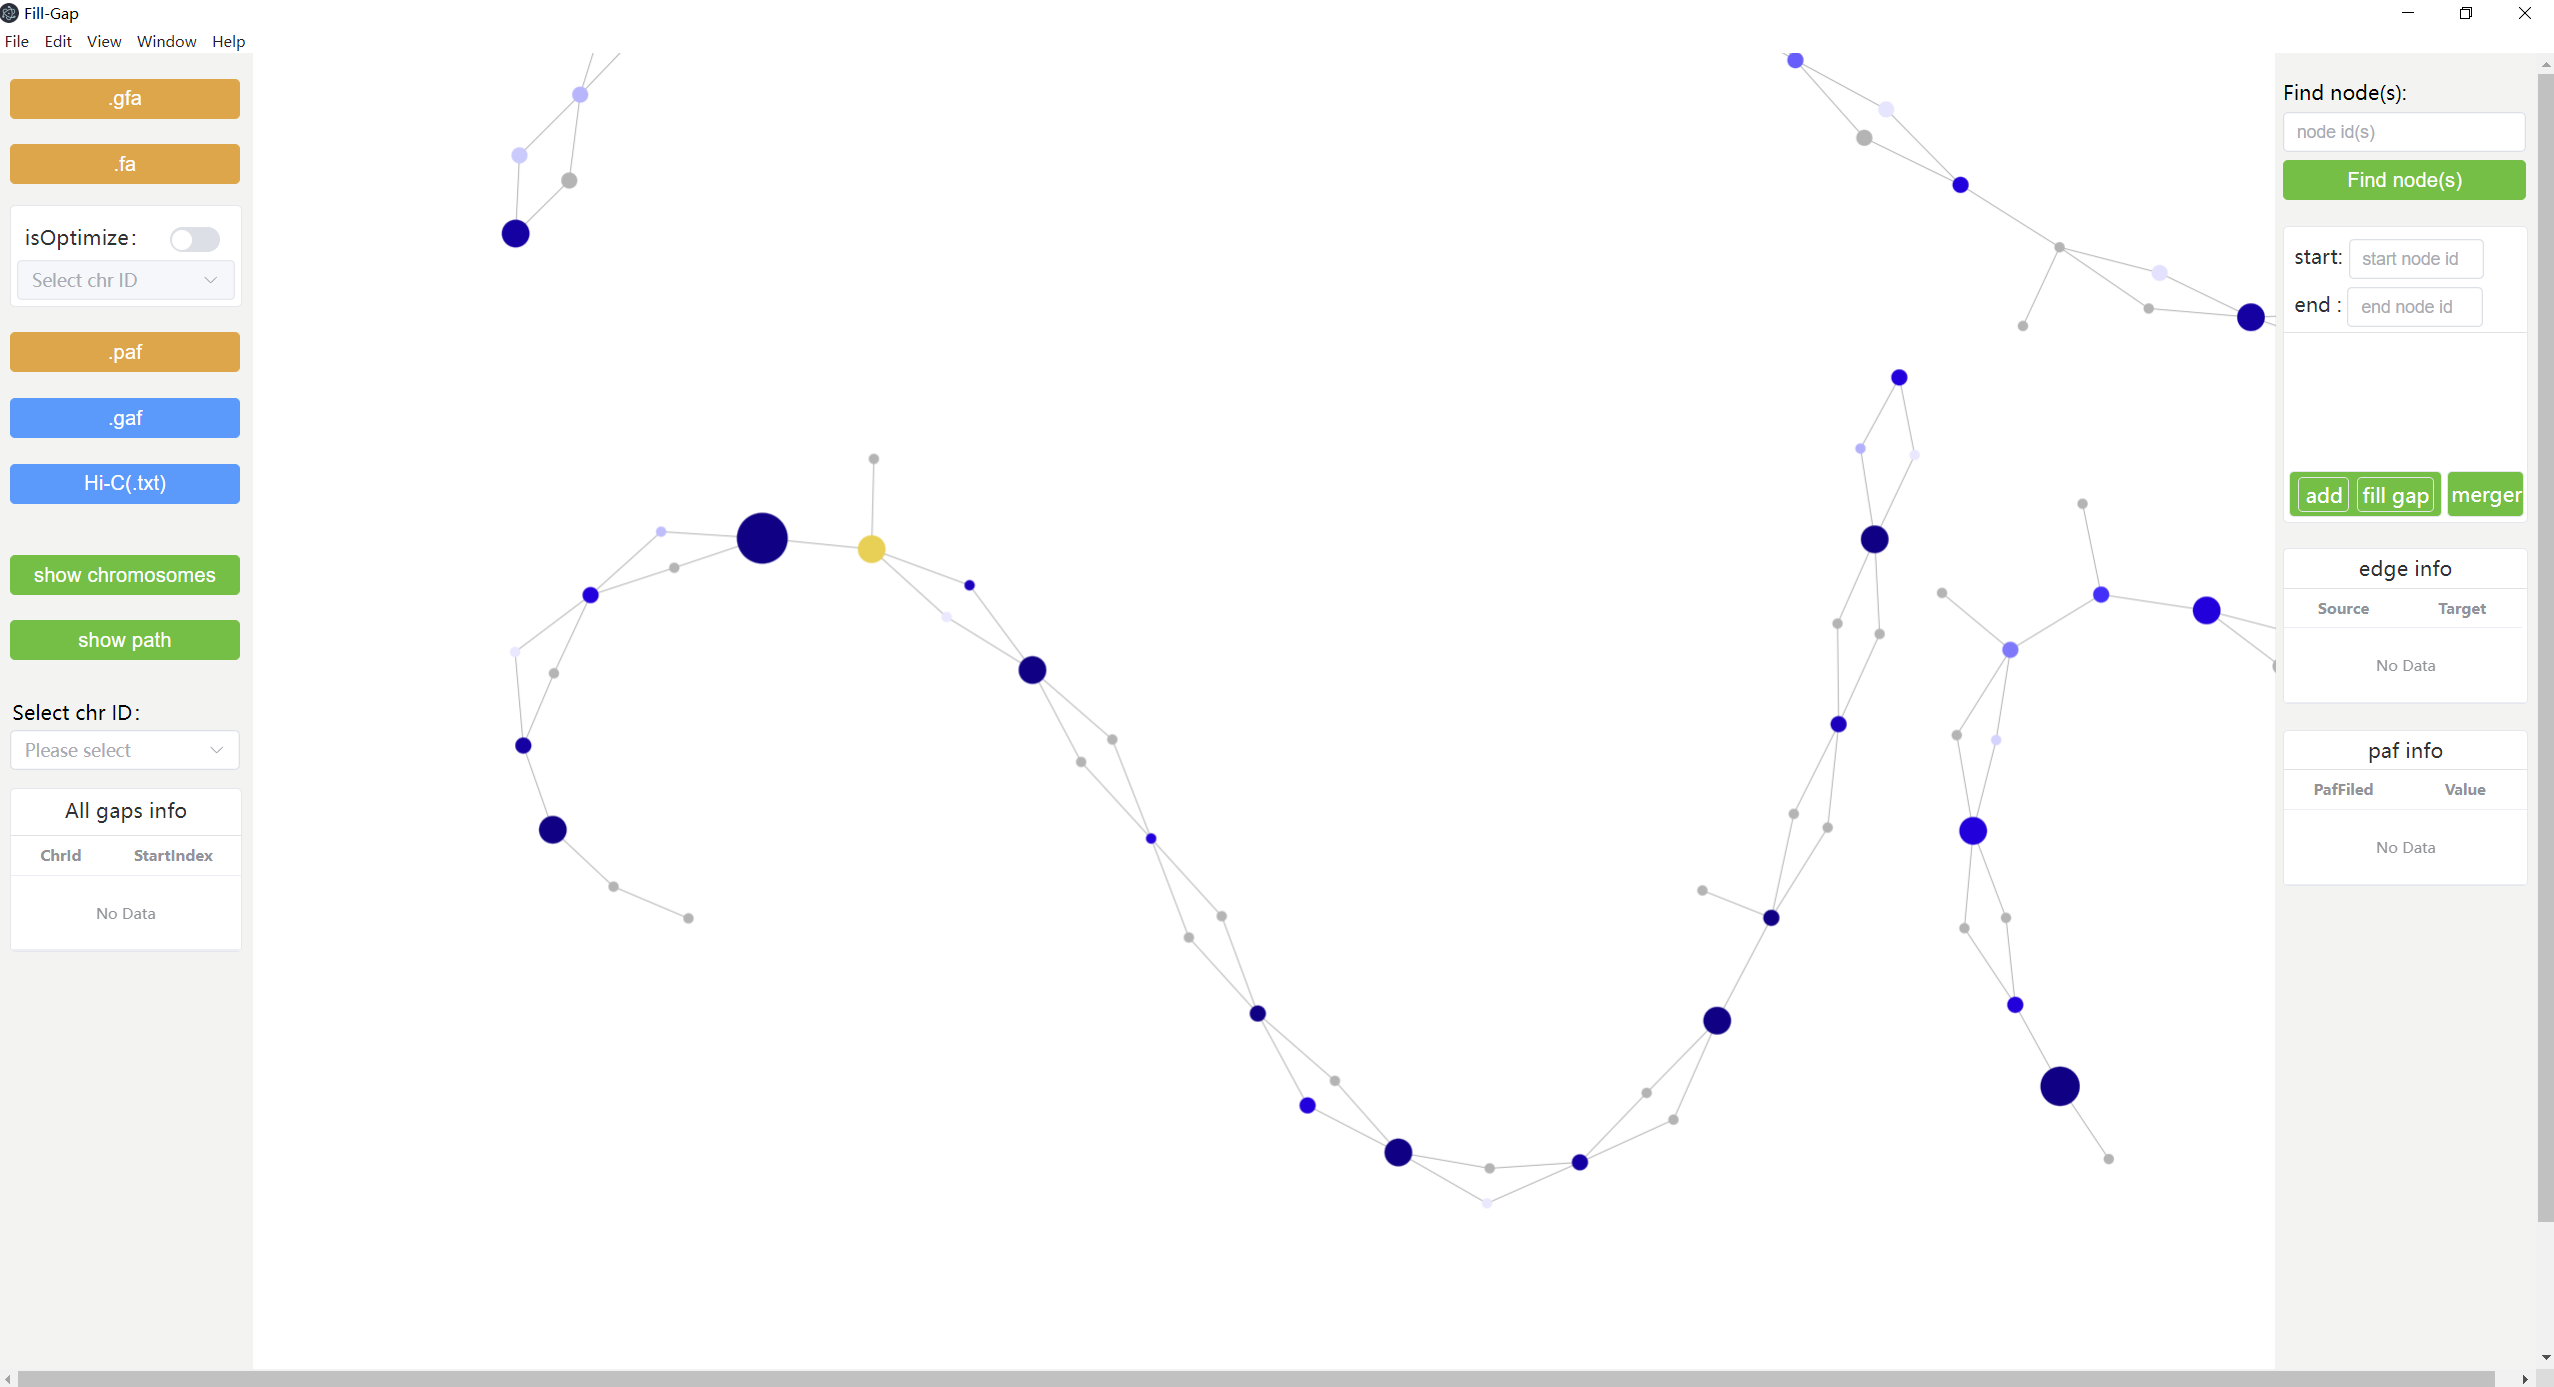 Fill-Gap
File Edit View Window Help
.gfa
.fa
isOptimize:
Select chr ID
.paf
.gaf
Hi-C(.txt)
show chromosomes
show path
Select chr ID:
Please select
All gaps info
ChrId StartIndex
No Data
Find node(s):
node id(s)
Find node(s)
start: start node id
end : end node id
add fill gap merger
edge info
Source Target
No Data
paf info
PafFiled Value
No Data